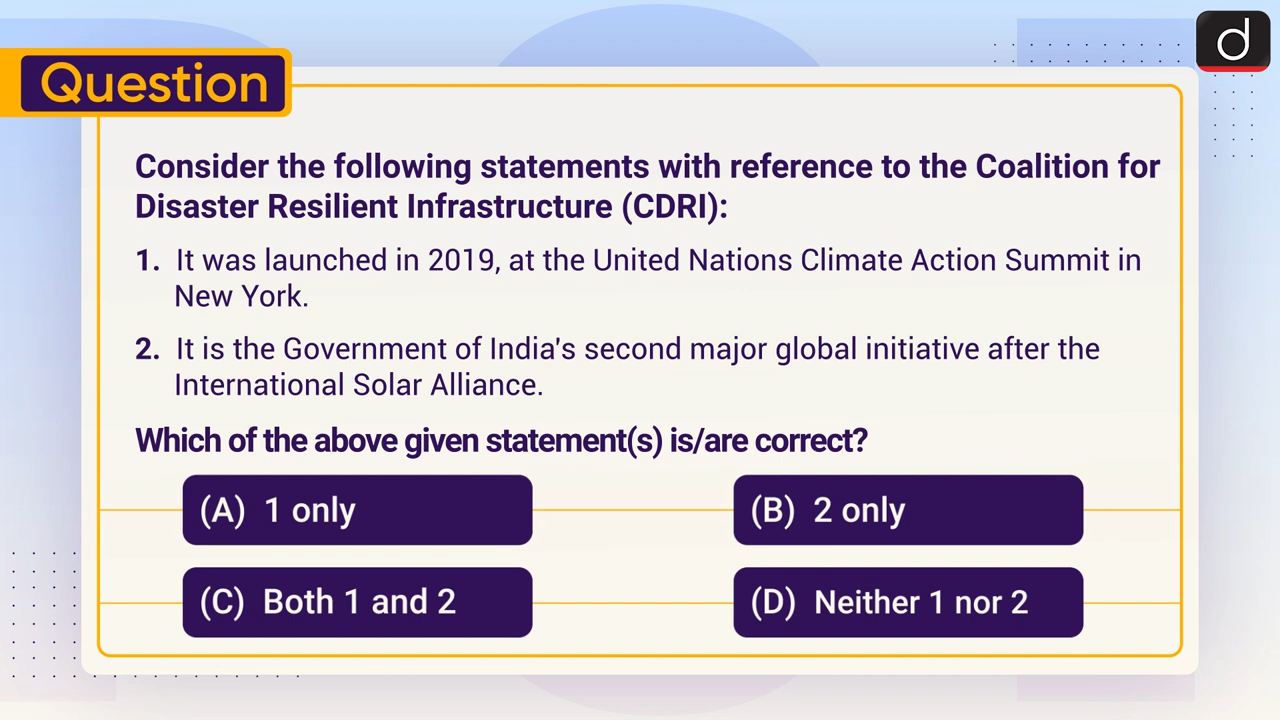 d
Question
Consider the following statements with reference to the Coalition for
Disaster Resilient Infrastructure (CDRI):
1. It was launched in 2019, at the United Nations Climate Action Summit in
New York.
2. It is the Government of India's second major global initiative after the
International Solar Alliance.
Which of the above given statement(s) is/are correct?
(A) 1 only
(B) 2 only
(C) Both 1 and 2
(D) Neither 1 nor 2